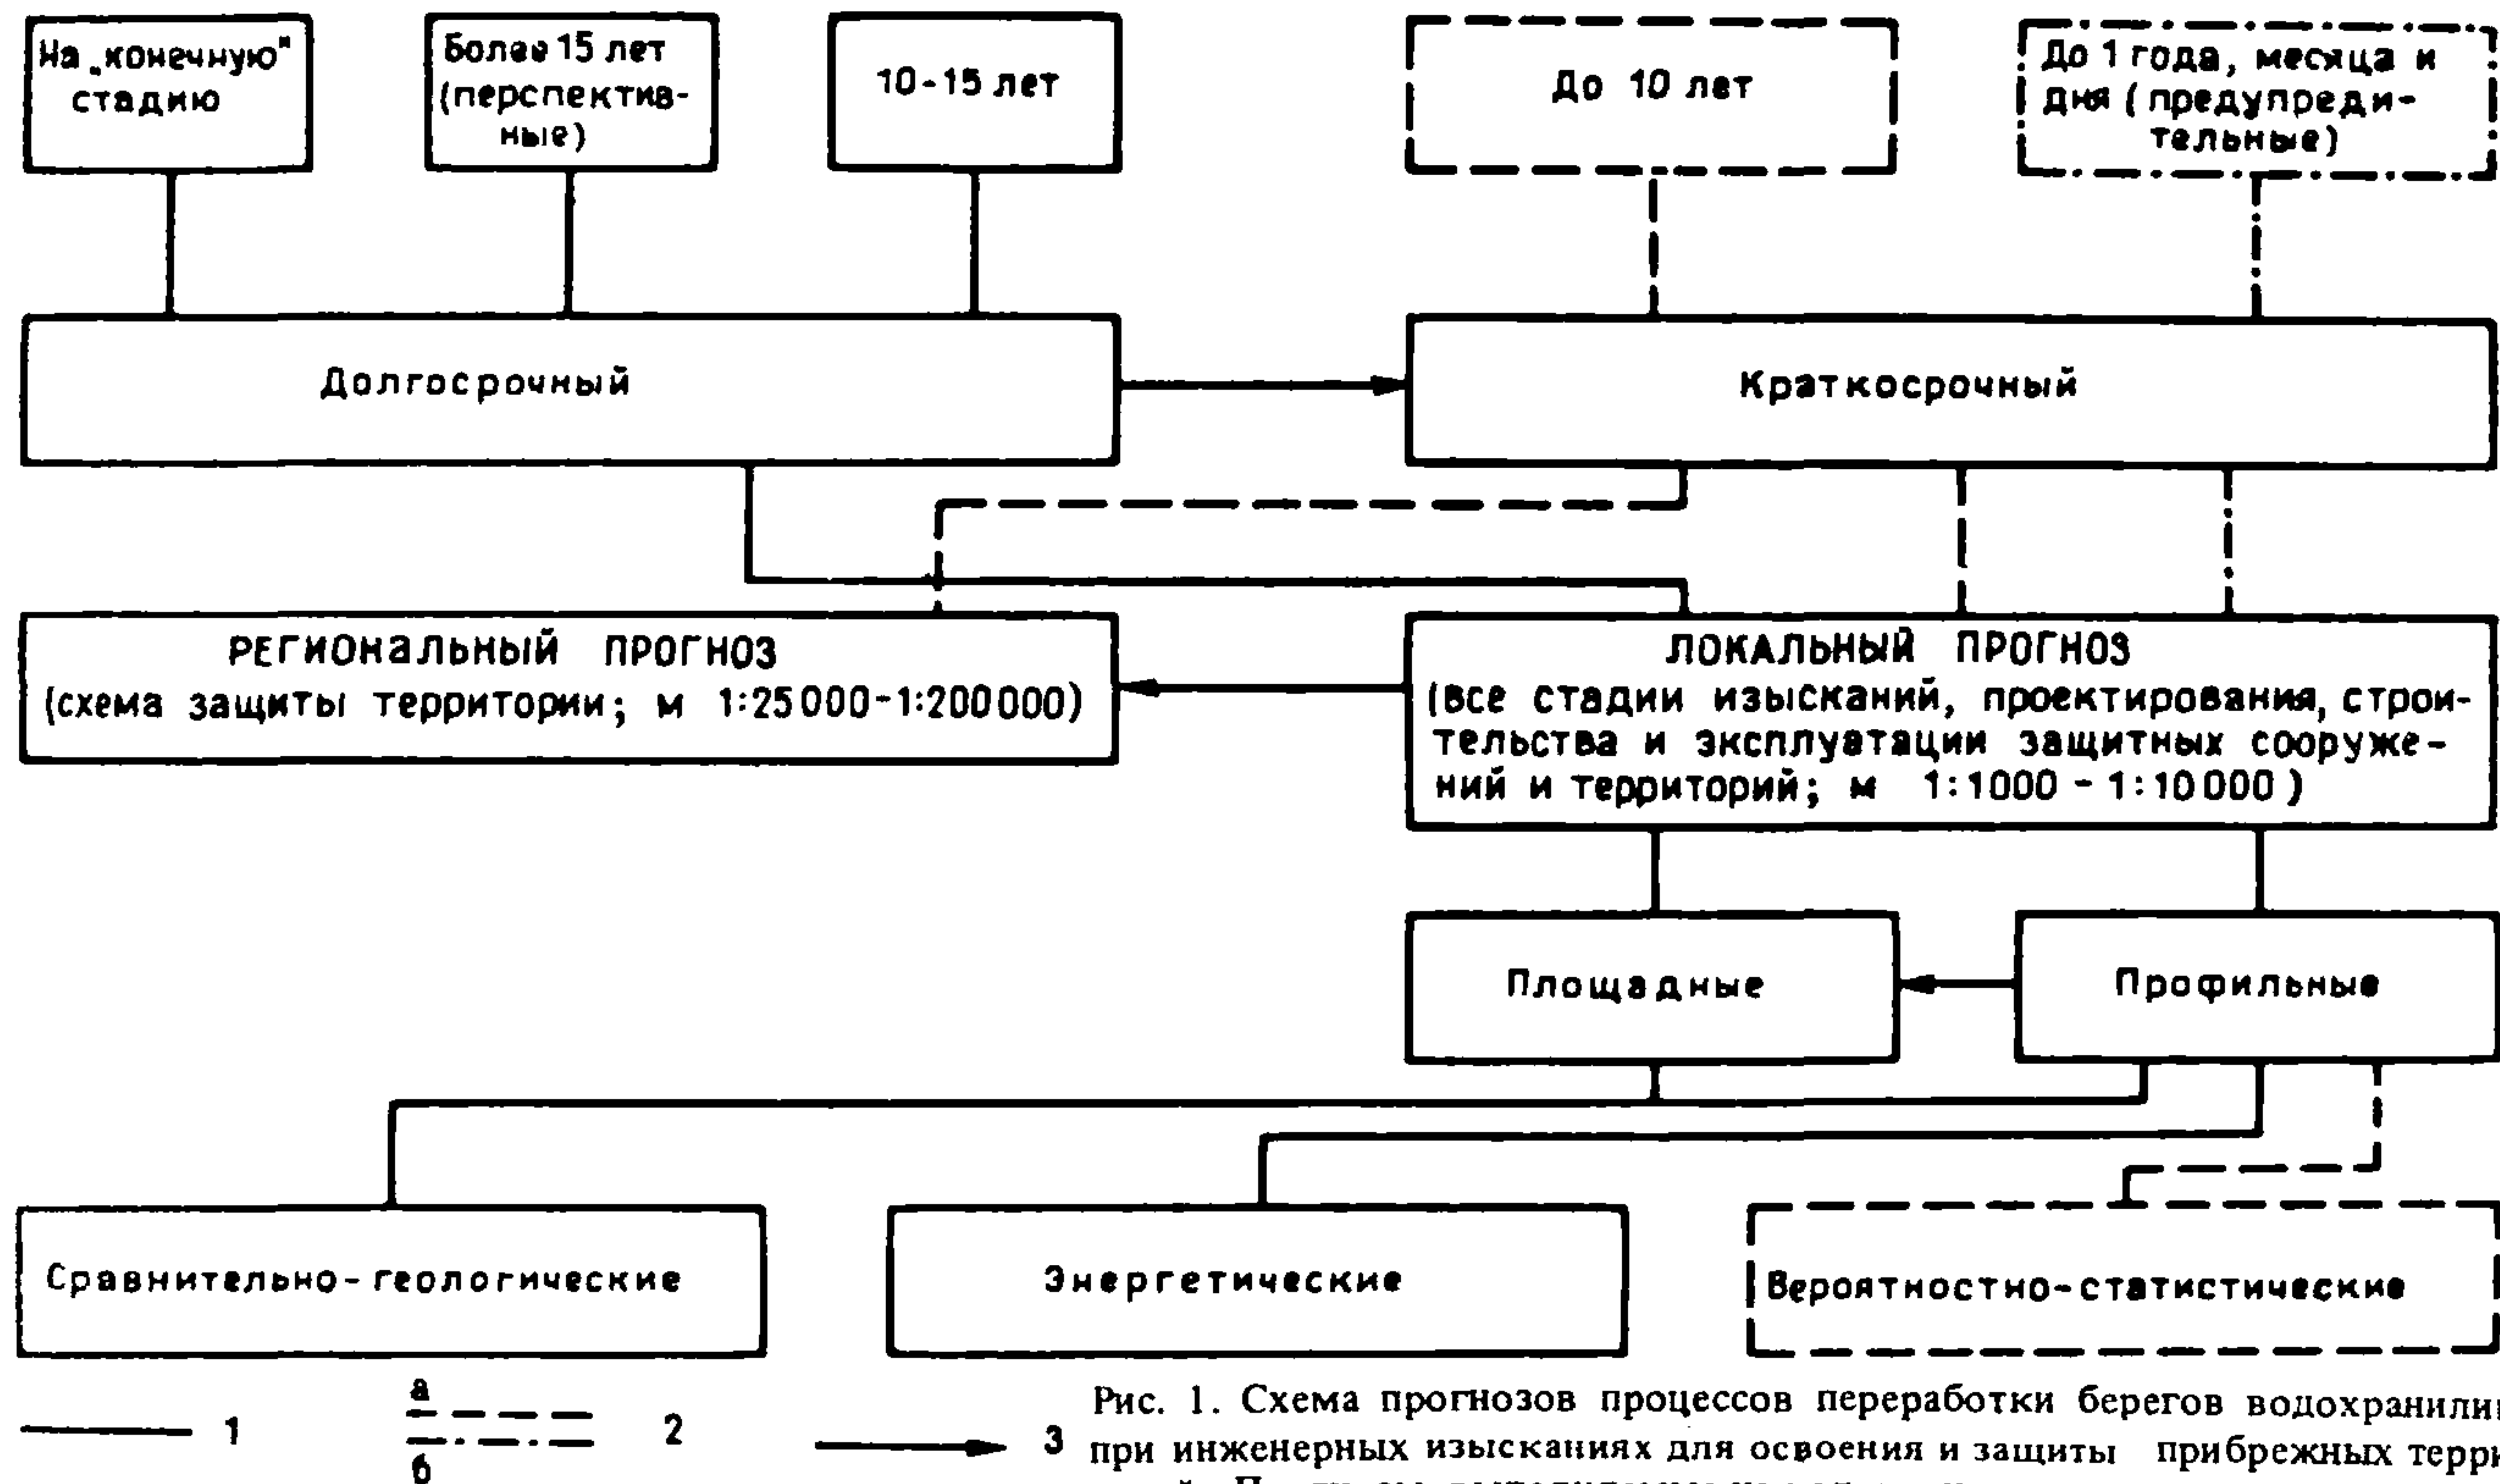 На „конечную"
стадию
Более 15 лет
(перспектив-
ные)
10-15 лет
До 10 лет
До 1 года, месяца и
дня (предупреди-
тельные)
Долгосрочный
Краткосрочный
РЕГИОНАЛЬНЫЙ ПРОГНОЗ
(схема защиты территории; м 1:25000-1:200000)
ЛОКАЛЬНЫЙ ПРОГНОЗ
(все стадии изысканий, проектирования, строи-
тельства и эксплуатации защитных сооруже-
ний и территорий; м 1:1000 - 1:10000)
Площадные
Профильные
Сравнительно-геологические
Энергетические
Вероятностно-статистические
1
а
б
2
3
Рис. 1. Схема прогнозов процессов переработки берегов
при инженерных изысканиях для освоения и защиты прибрежных